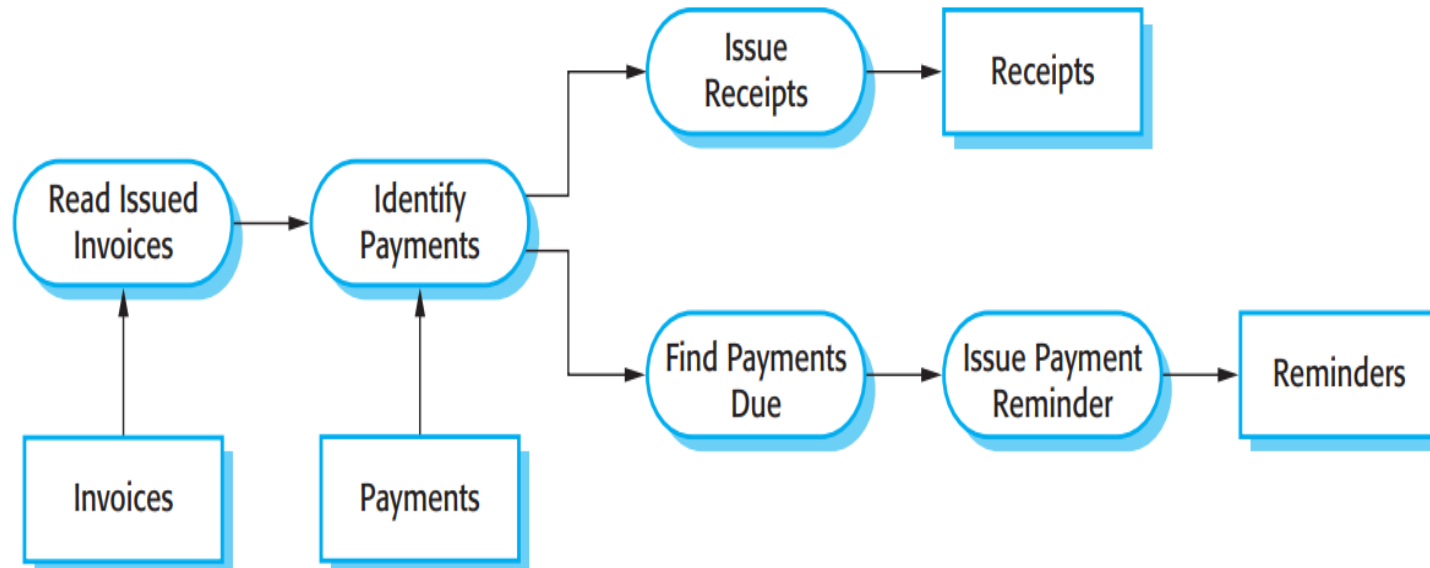 Issue
Receipts
Receipts
Read Issued
Invoices
Identify
Payments
Find Payments
Due
Issue Payment
Reminder
Reminders
Invoices
Payments